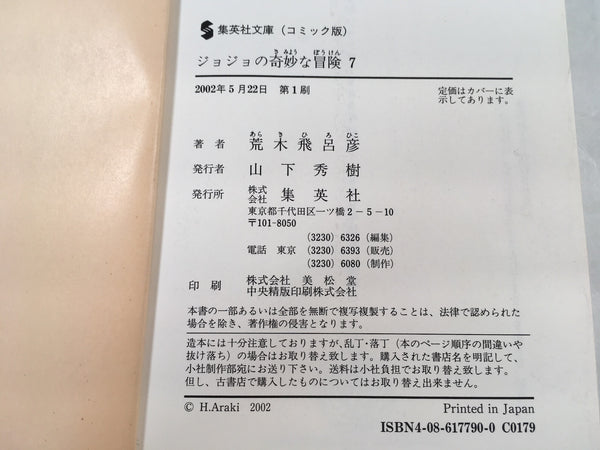 集英社文庫(コミック版)
ジョジョの奇妙な冒険 7
きみょう ぼうけん
2002年5月22日 第1刷
定価はカバーに表
示してあります。
あら き ひ ろ ひこ
著者 荒木飛呂彦
発行者 山下秀樹
発行所 株式会社 集英社
東京都千代田区一ツ橋2-5-10
〒101-8050
(3230) 6326 (編集)
電話 東京 (3230) 6393 (販売)
(3230) 6080 (制作)
印刷 株式会社 美松堂
中央精版印刷株式会社
本書の一部あるいは全部を無断で複写複製することは、法律で認められた
場合を除き、著作権の侵害となります。
造本には十分注意しておりますが、乱丁・落丁(本のページ順序の間違いや
抜け落ち)の場合はお取り替え致します。購入された書店名を明記して、
小社制作部宛にお送り下さい。送料は小社負担でお取り替え致します。
但し、古書店で購入したものについてはお取り替え出来ません。
© H.Araki 2002
Printed in Japan
ISBN4-08-617790-0 C0179